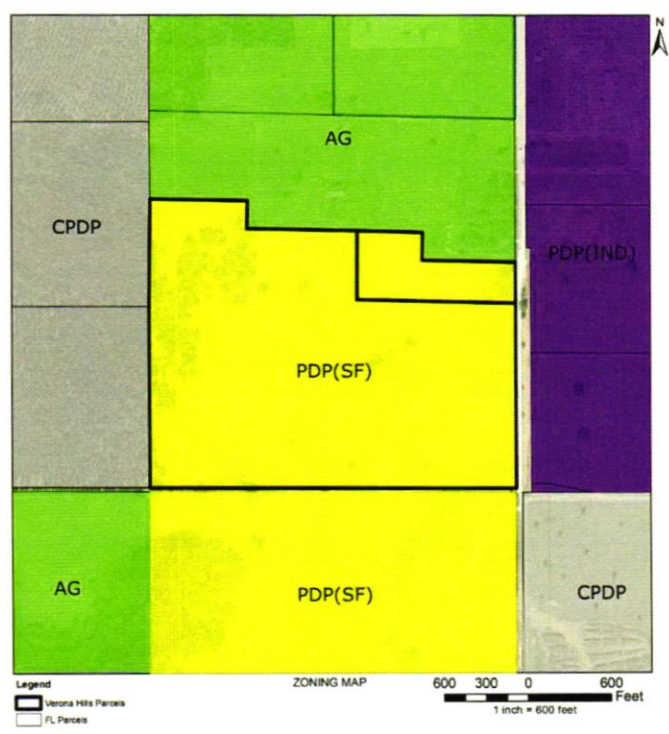 N
AG
CPDP
PDP(IND)
PDP(SF)
AG
PDP(SF)
CPDP
Legend
Verona Hills Parcels
FL Parcels
ZONING MAP
600 300 0 600
Feet
1 inch = 600 feet